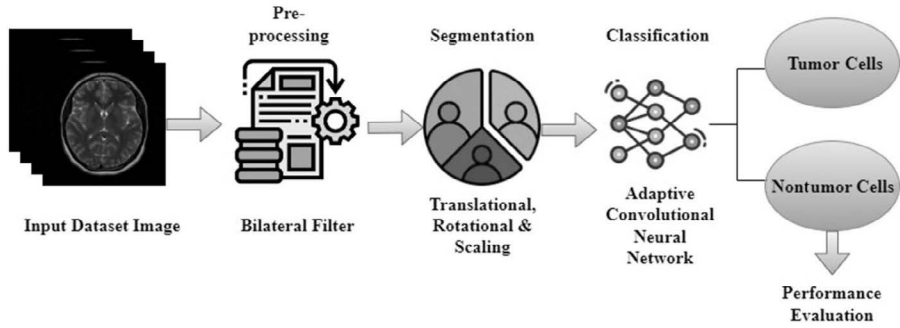 Pre-
processing
Segmentation
Classification
Tumor Cells
Nontumor Cells
Input Dataset Image
Bilateral Filter
Translational,
Rotational &
Scaling
Adaptive
Convolutional
Neural
Network
Performance
Evaluation